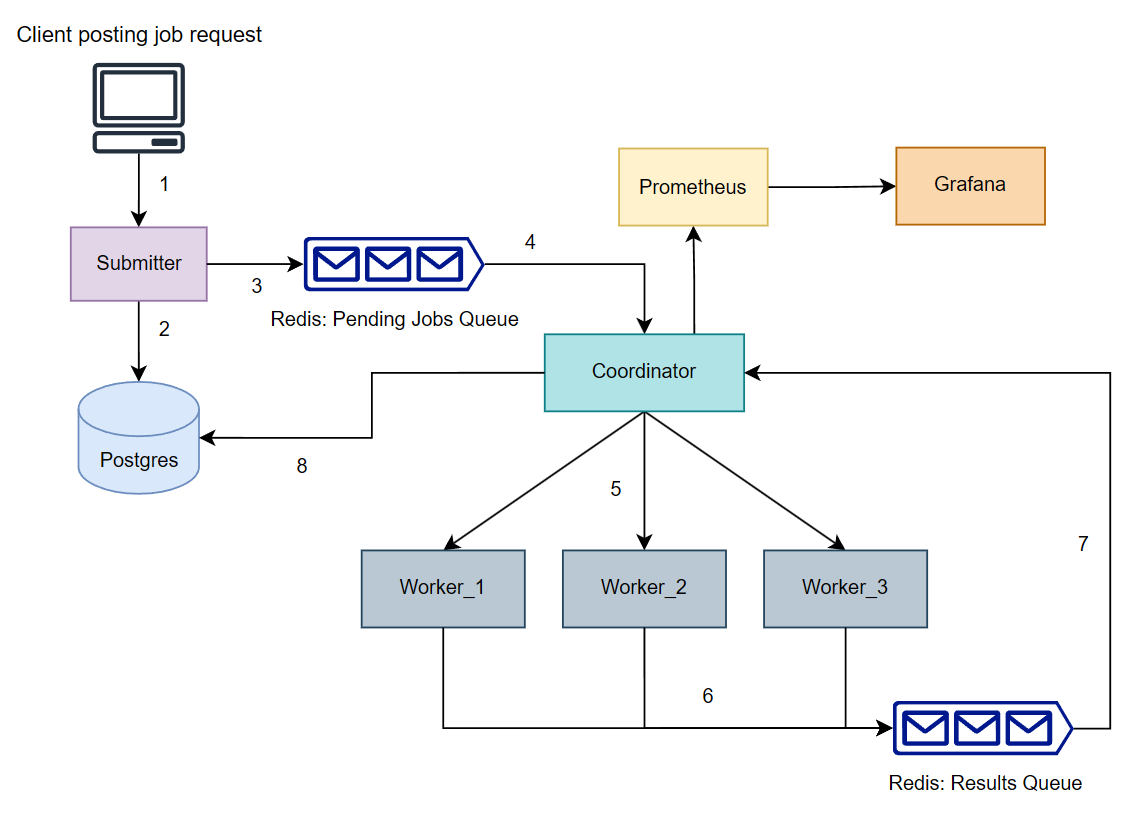 Client posting job request
1
Prometheus
Grafana
Submitter
4
3
Redis: Pending Jobs Queue
2
Coordinator
Postgres
8
5
7
Worker_1
Worker_2
Worker_3
6
Redis: Results Queue